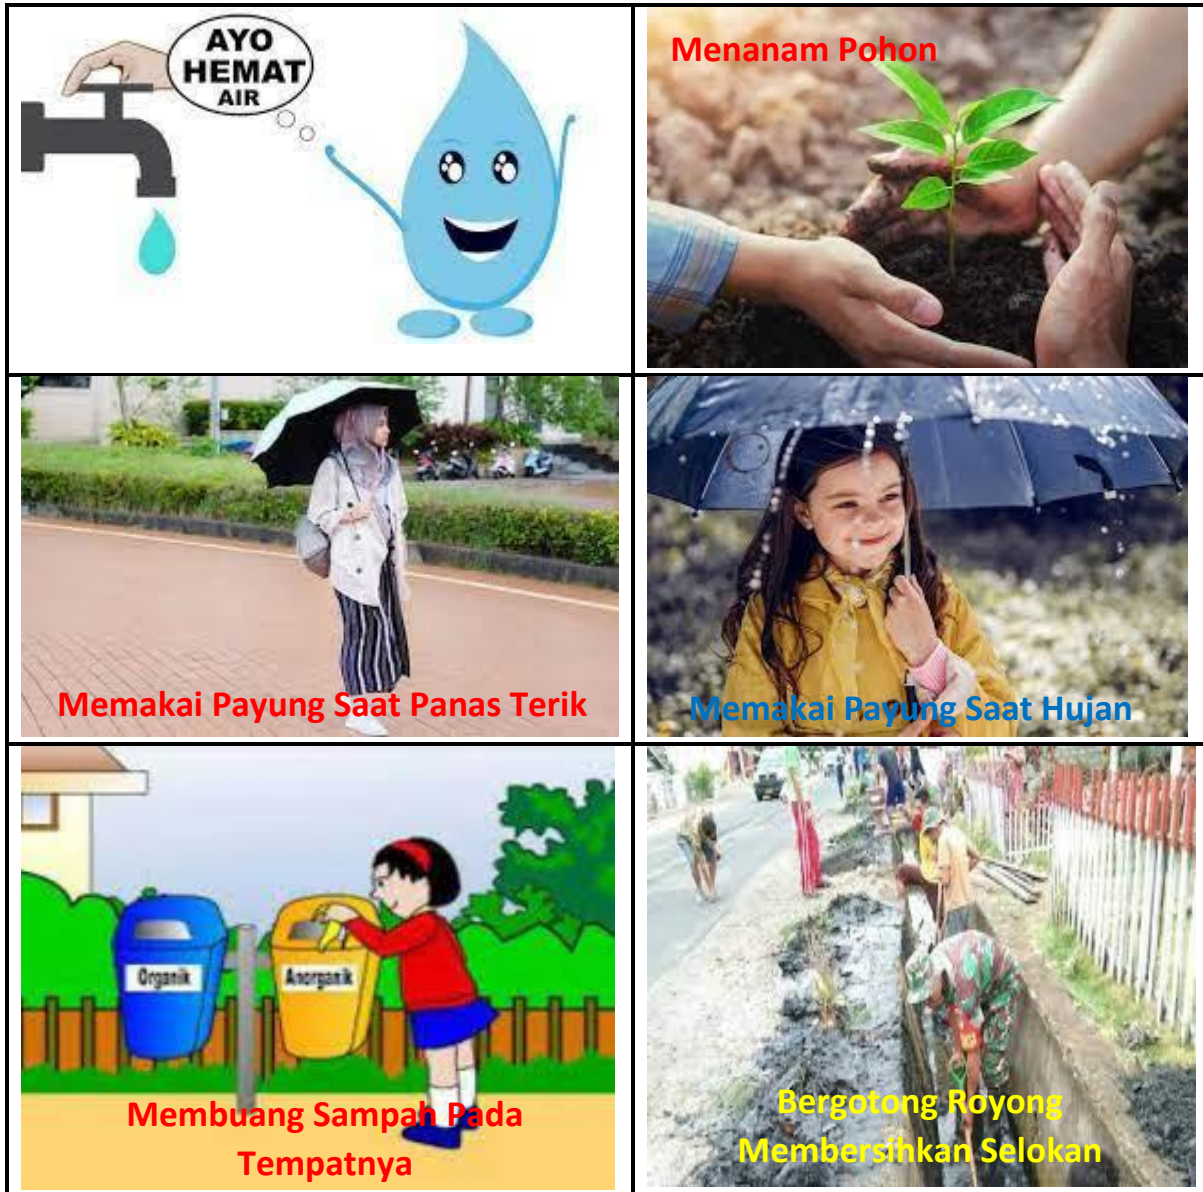 AYO
HEMAT
AIR
Menanam Pohon
Memakai Payung Saat Panas Terik
Memakai Payung Saat Hujan
Organik
Anorganik
Membuang Sampah Pada
Tempatnya
Bergotong Royong
Membersihkan Selokan